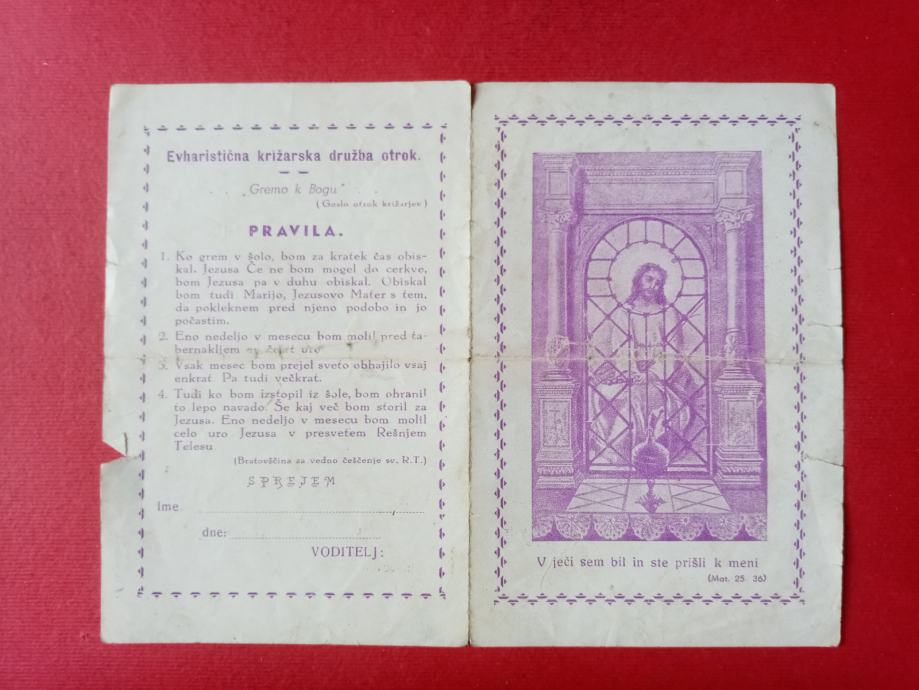 Evharistična križarska družba otrok.
„Gremo k Bogu"
(Geslo otrok križarjev)
PRAVILA.
1. Ko grem v šolo, bom za kratek čas obis-
kal. Jezusa Če ne bom mogel do cerkve,
bom Jezusa pa v duhu obiskal. Obiskal
bom tudi Marijo, Jezusovo Mater s tem,
da pokleknem pred njeno podobo in jo
počastim.
2. Eno nedeljo v mesecu bom molil pred ta-
bernakljem četrt uro
3. Vsak mesec bom prejel sveto obhajilo vsaj
enkrat. Pa tudi večkrat.
4. Tudi ko bom izstopil iz šole, bom ohranil
to lepo navado. Še kaj več bom storil za
Jezusa. Eno nedeljo v mesecu bom molil
celo uro Jezusa v presvetem Rešnjem
Telesu
(Bratovščina za vedno češčenje sv. R.T.)
SPREJEM
Ime
dne:
VODITELJ:
V ječi sem bil in ste prišli k meni
(Mat. 25 36)